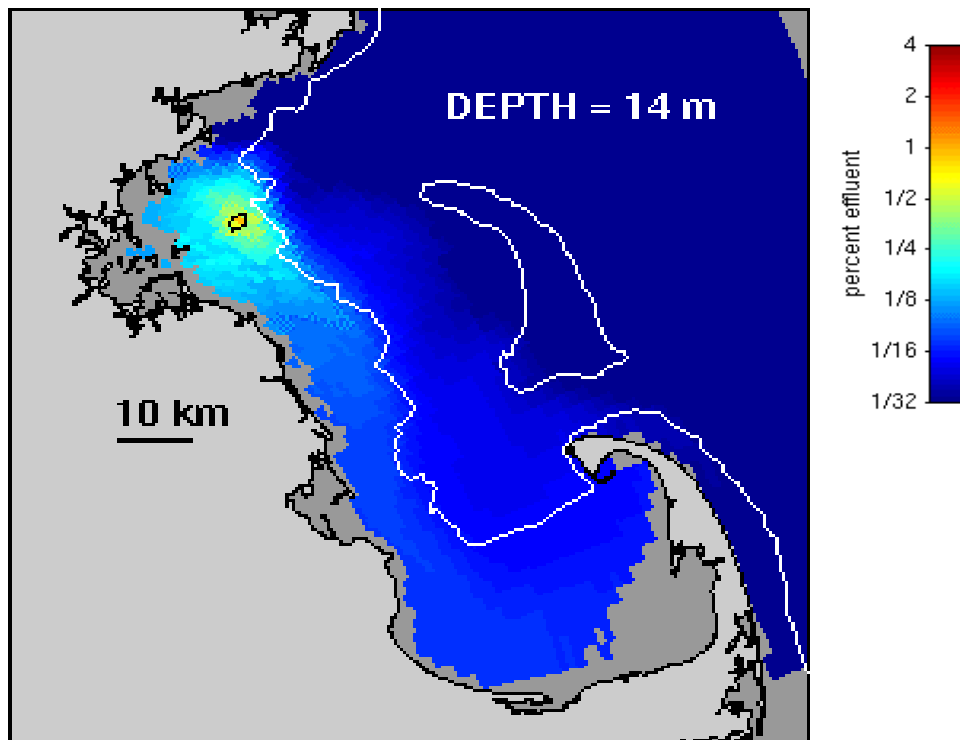 DEPTH = 14 m
10 km
percent effluent
4
2
1
1/2
1/4
1/8
1/16
1/32